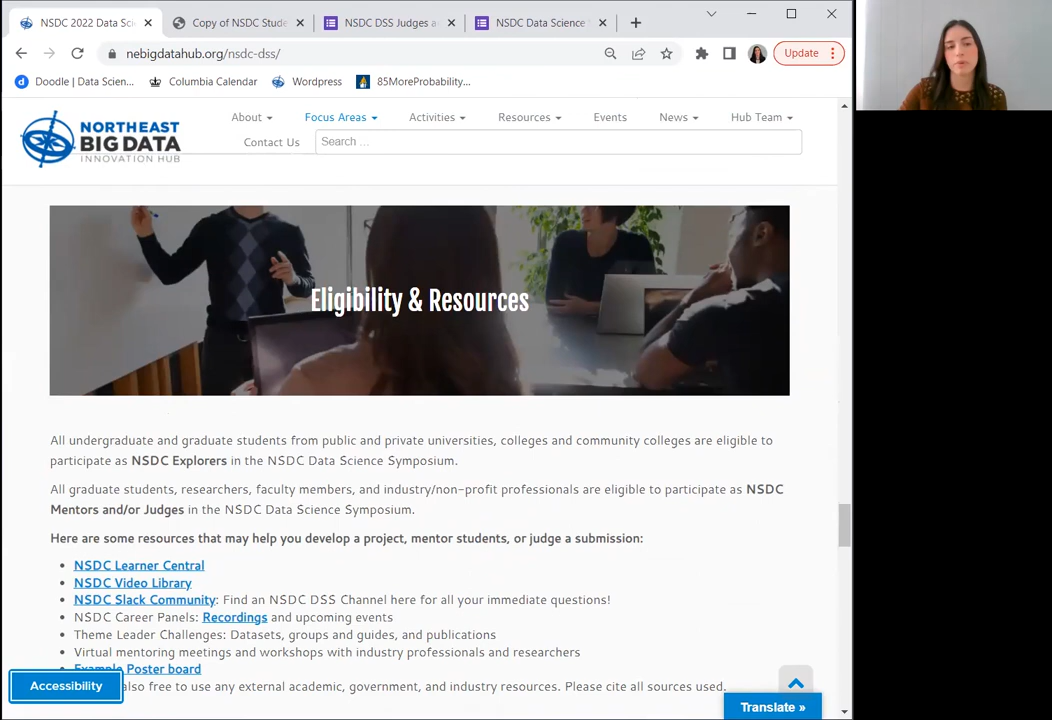 NSDC 2022 Data Sci
Copy of NSDC Stude
NSDC DSS Judges a
NSDC Data Science
nebigdatahub.org/nsdc-dss/
Update
Doodle | Data Scien...
Columbia Calendar
Wordpress
85MoreProbability...
NORTHEAST
BIG DATA
INNOVATION HUB
About
Focus Areas
Activities
Resources
Events
News
Hub Team
Contact Us
Search ...
Eligibility & Resources
All undergraduate and graduate students from public and private universities, colleges and community colleges are eligible to
participate as NSDC Explorers in the NSDC Data Science Symposium.
All graduate students, researchers, faculty members, and industry/non-profit professionals are eligible to participate as NSDC
Mentors and/or Judges in the NSDC Data Science Symposium.
Here are some resources that may help you develop a project, mentor students, or judge a submission:
NSDC Learner Central
NSDC Video Library
NSDC Slack Community: Find an NSDC DSS Channel here for all your immediate questions!
NSDC Career Panels: Recordings and upcoming events
Theme Leader Challenges: Datasets, groups and guides, and publications
Virtual mentoring meetings and workshops with industry professionals and researchers
Example Poster board
also free to use any external academic, government, and industry resources. Please cite all sources used.
Accessibility
Translate »